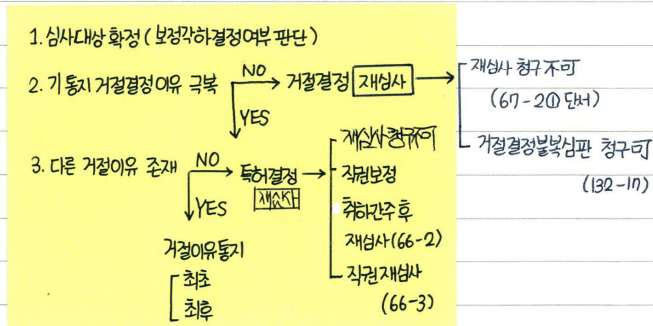 1. 심사대상 확정 (보정각하결정여부 판단)
2. 기통지 거절결정이유 극복 NO 거절결정 재심사
재심사 청구 不可
(67-2① 단서)
거절결정불복심판 청구 可
(132-17)
YES
3. 다른 거절이유 존재 NO 특허결정
재심사
재심사청구不可
직권보정
취하간주 후
재심사(66-2)
직권 재심사
(66-3)
YES
거절이유통지
최초
최후